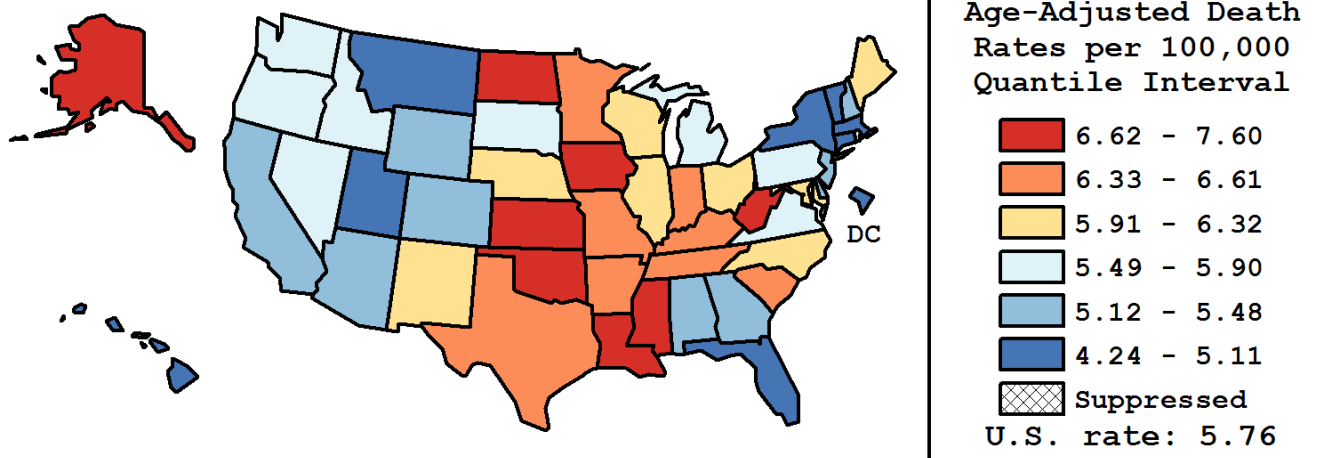 DC
Age-Adjusted Death
Rates per 100,000
Quantile Interval
6.62 - 7.60
6.33 - 6.61
5.91 - 6.32
5.49 - 5.90
5.12 - 5.48
4.24 - 5.11
Suppressed
U.S. rate: 5.76